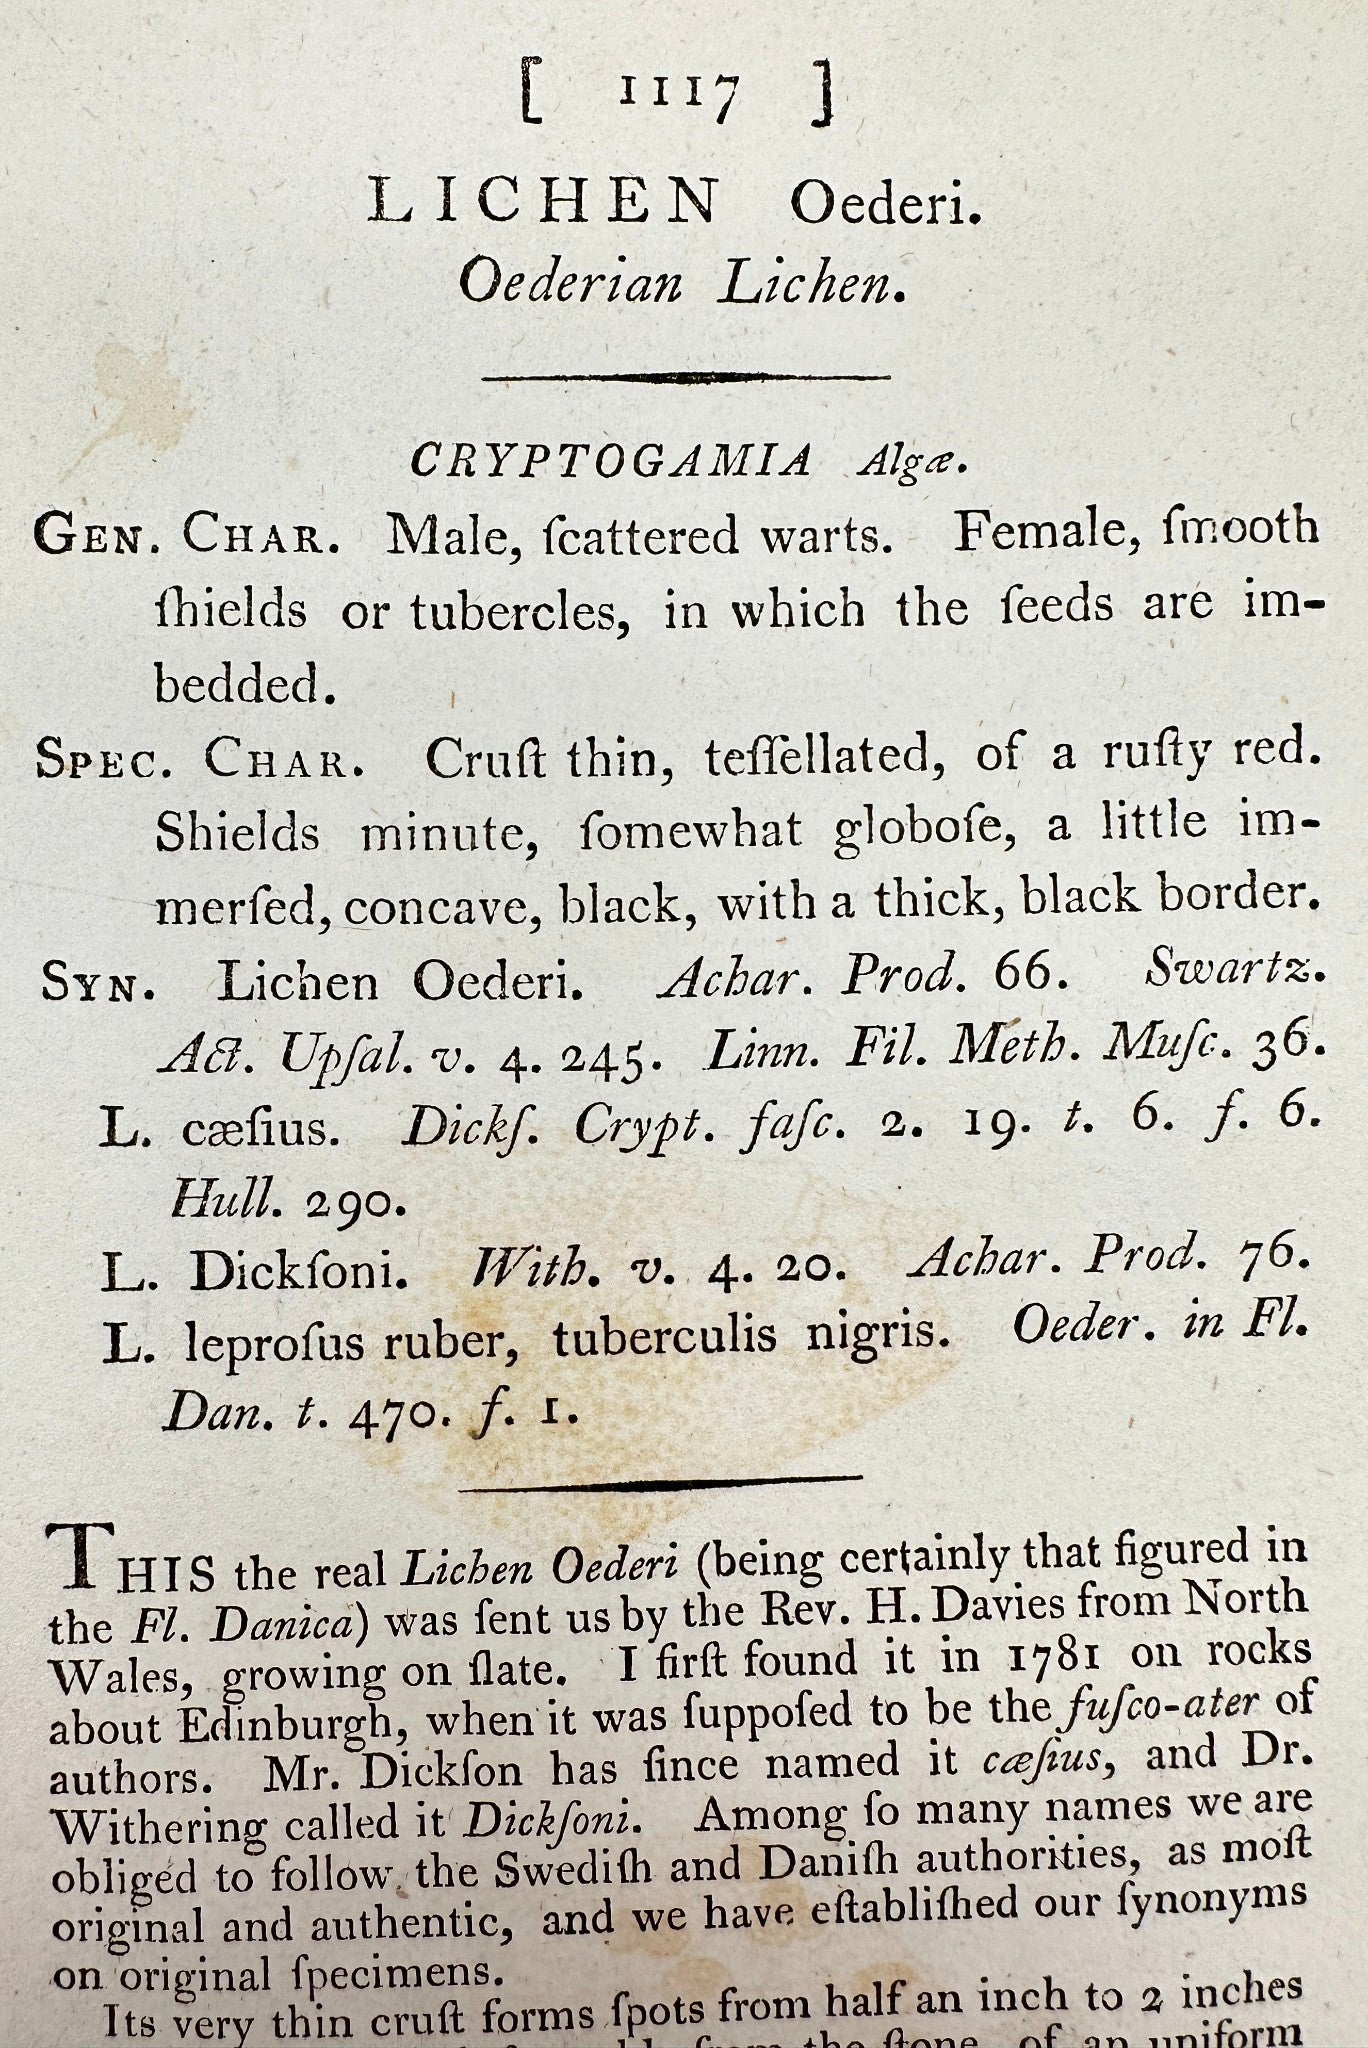 [ 1117 ]
LICHEN Oederi.
Oederian Lichen.
CRYPTOGAMIA Algæ.
GEN. CHAR. Male, ſcattered warts. Female, ſmooth
ſhields or tubercles, in which the ſeeds are im-
bedded.
SPEC. CHAR. Cruſt thin, teſſellated, of a ruſty red.
Shields minute, ſomewhat globoſe, a little im-
merſed, concave, black, with a thick, black border.
SYN. Lichen Oederi. Achar. Prod. 66. Swartz.
Act. Upſal. v. 4. 245. Linn. Fil. Meth. Muſc. 36.
L. cæſius. Dickſ. Crypt. faſc. 2. 19. t. 6. f. 6.
Hull. 290.
L. Dickſoni. With. v. 4. 20. Achar. Prod. 76.
L. leproſus ruber, tuberculis nigris. Oeder. in Fl.
Dan. t. 470. f. 1.
THIS the real Lichen Oederi (being certainly that figured in
the Fl. Danica) was ſent us by the Rev. H. Davies from North
Wales, growing on ſlate. I firſt found it in 1781 on rocks
about Edinburgh, when it was ſuppoſed to be the fuſco-ater of
authors. Mr. Dickſon has ſince named it cæſius, and Dr.
Withering called it Dickſoni. Among ſo many names we are
obliged to follow the Swediſh and Daniſh authorities, as moſt
original and authentic, and we have eſtabliſhed our ſynonyms
on original ſpecimens.
Its very thin cruſt forms ſpots from half an inch to 2 inches
from the ſtone, of an uniform